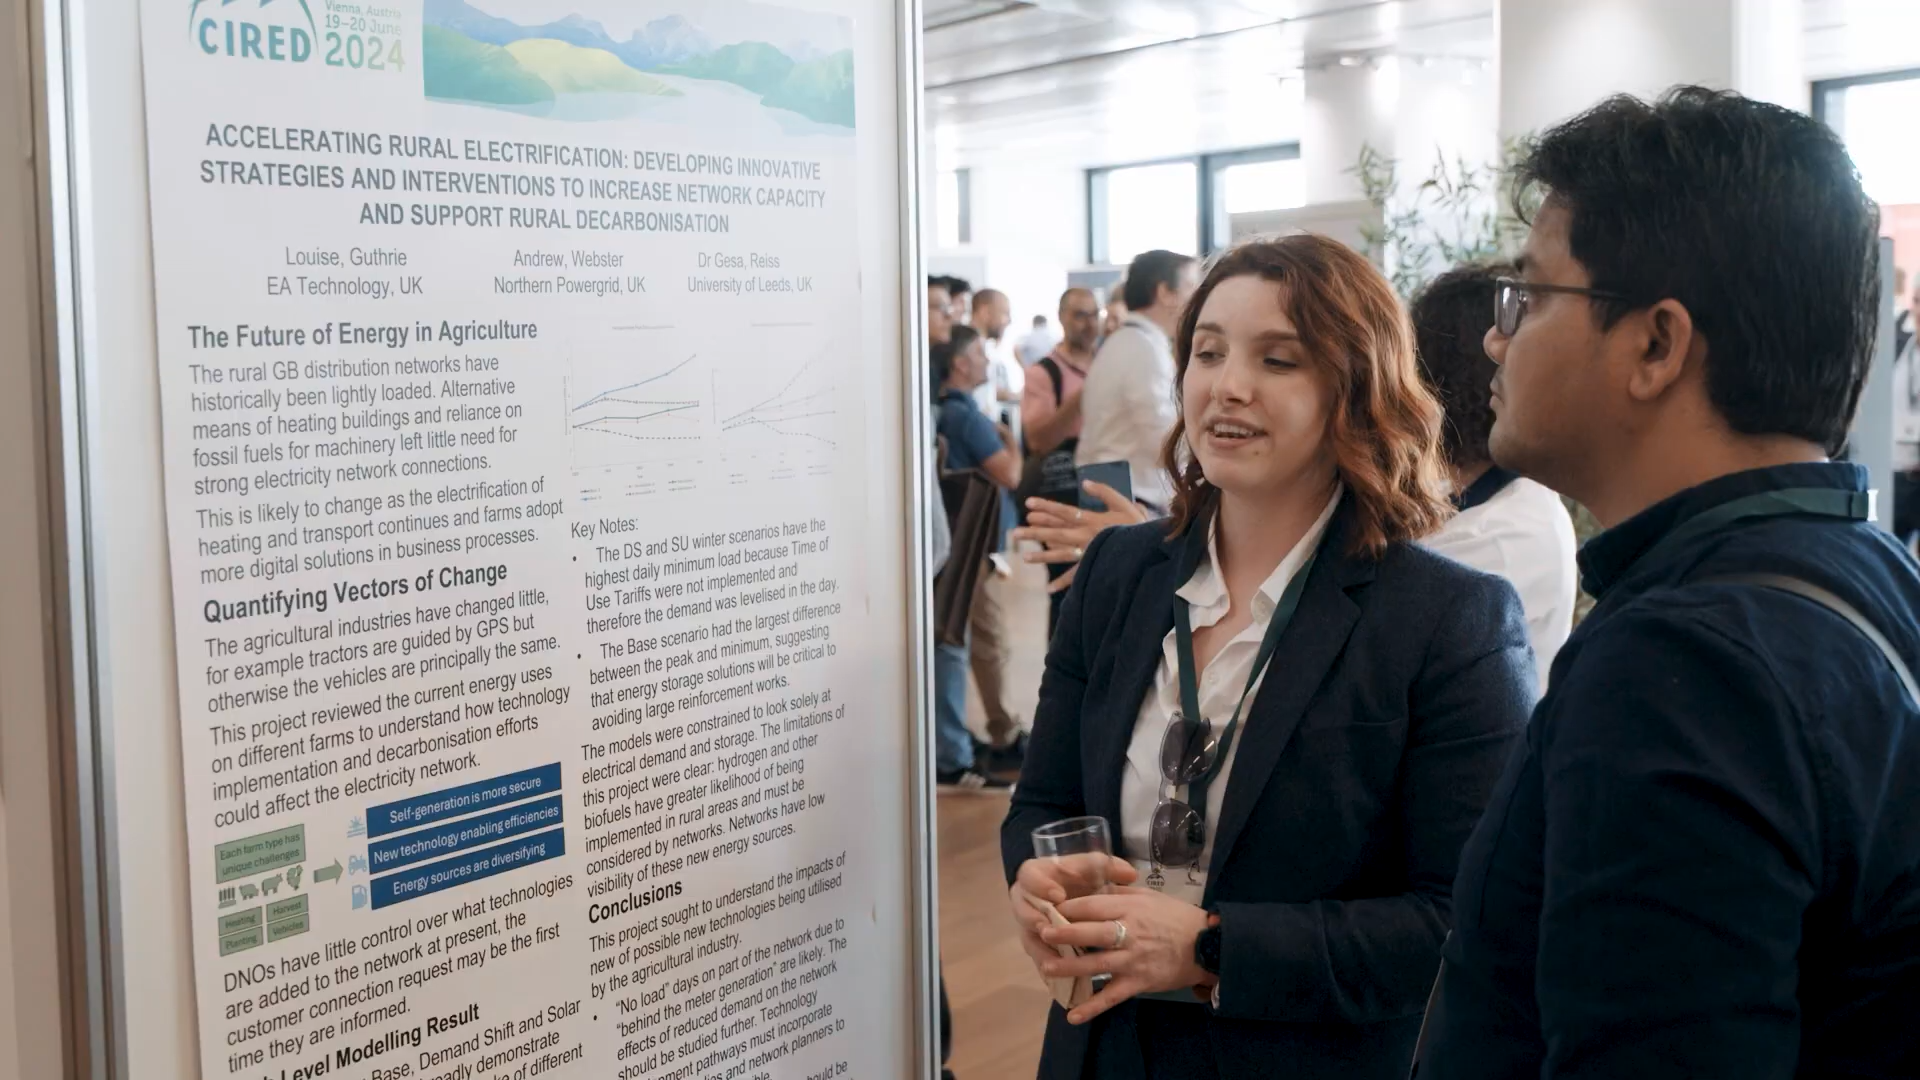 CIRED
Vienna, Austria
19–20 June
2024
ACCELERATING RURAL ELECTRIFICATION: DEVELOPING INNOVATIVE
STRATEGIES AND INTERVENTIONS TO INCREASE NETWORK CAPACITY
AND SUPPORT RURAL DECARBONISATION
Louise, Guthrie
EA Technology, UK
Andrew, Webster
Northern Powergrid, UK
Dr Gesa, Reiss
University of Leeds, UK
The Future of Energy in Agriculture
The rural GB distribution networks have
historically been lightly loaded. Alternative
means of heating buildings and reliance on
fossil fuels for machinery left little need for
strong electricity network connections.
This is likely to change as the electrification of
heating and transport continues and farms adopt
more digital solutions in business processes.
Quantifying Vectors of Change
The agricultural industries have changed little,
for example tractors are guided by GPS but
otherwise the vehicles are principally the same.
This project reviewed the current energy uses
on different farms to understand how technology
implementation and decarbonisation efforts
could affect the electricity network.
Each farm type has
unique challenges
Heating
Harvest
Planting
Vehicles
Self-generation is more secure
New technology enabling efficiencies
Energy sources are diversifying
DNOs have little control over what technologies
are added to the network at present, the
customer connection request may be the first
time they are informed.
Level Modelling Result
Base, Demand Shift and Solar
demonstrate
of different
Key Notes:
• The DS and SU winter scenarios have the
highest daily minimum load because Time of
Use Tariffs were not implemented and
therefore the demand was levelised in the day.
• The Base scenario had the largest difference
between the peak and minimum, suggesting
that energy storage solutions will be critical to
avoiding large reinforcement works.
The models were constrained to look solely at
electrical demand and storage. The limitations of
this project were clear: hydrogen and other
biofuels have greater likelihood of being
implemented in rural areas and must be
considered by networks. Networks have low
visibility of these new energy sources.
Conclusions
This project sought to understand the impacts of
new of possible new technologies being utilised
by the agricultural industry.
• "No load" days on part of the network due to
"behind the meter generation" are likely. The
effects of reduced demand on the network
should be studied further. Technology
pathways must incorporate
and network planners to
should be
CIRED